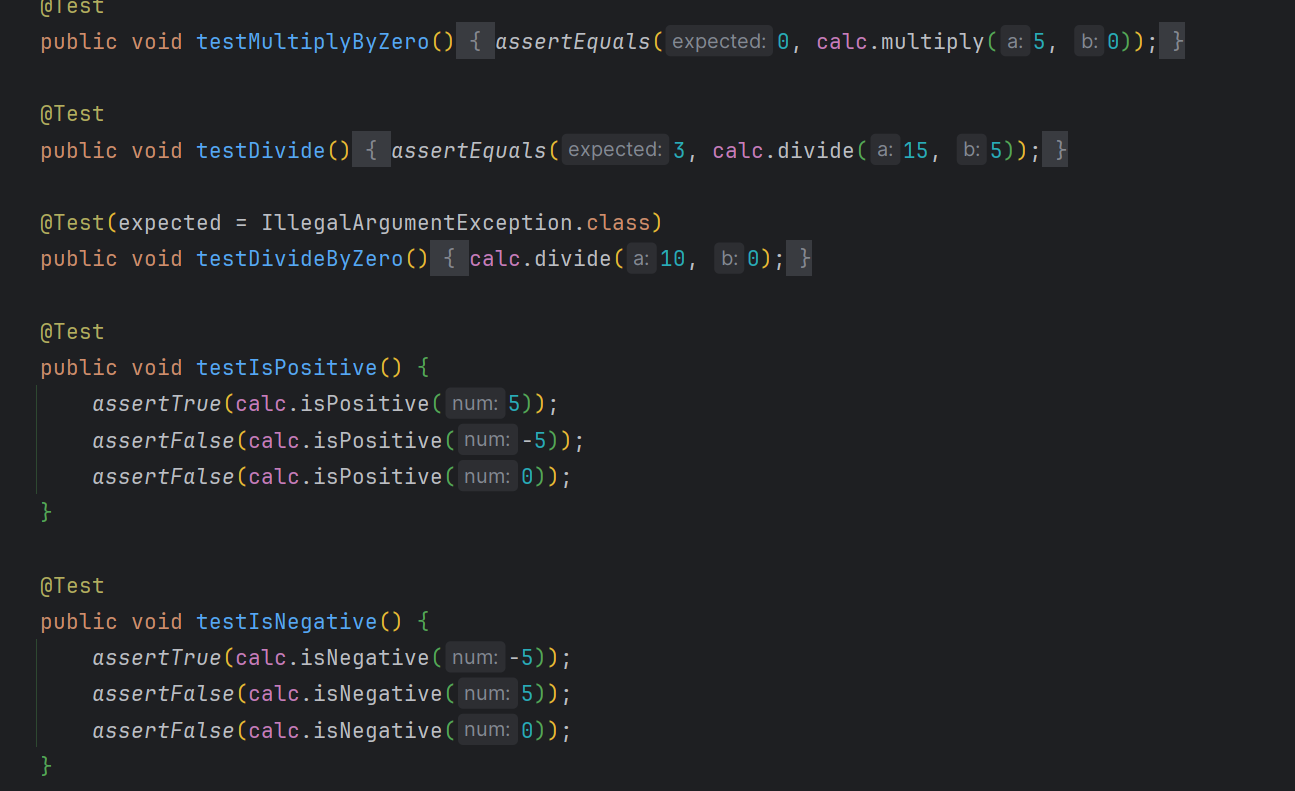 @Test
public void testMultiplyByZero() { assertEquals( expected: 0, calc.multiply( a: 5, b: 0)); }
@Test
public void testDivide() { assertEquals( expected: 3, calc.divide( a: 15, b: 5)); }
@Test(expected = IllegalArgumentException.class)
public void testDivideByZero() { calc.divide( a: 10, b: 0); }
@Test
public void testIsPositive() {
assertTrue(calc.isPositive( num: 5));
assertFalse(calc.isPositive( num: -5));
assertFalse(calc.isPositive( num: 0));
}
@Test
public void testIsNegative() {
assertTrue(calc.isNegative( num: -5));
assertFalse(calc.isNegative( num: 5));
assertFalse(calc.isNegative( num: 0));
}